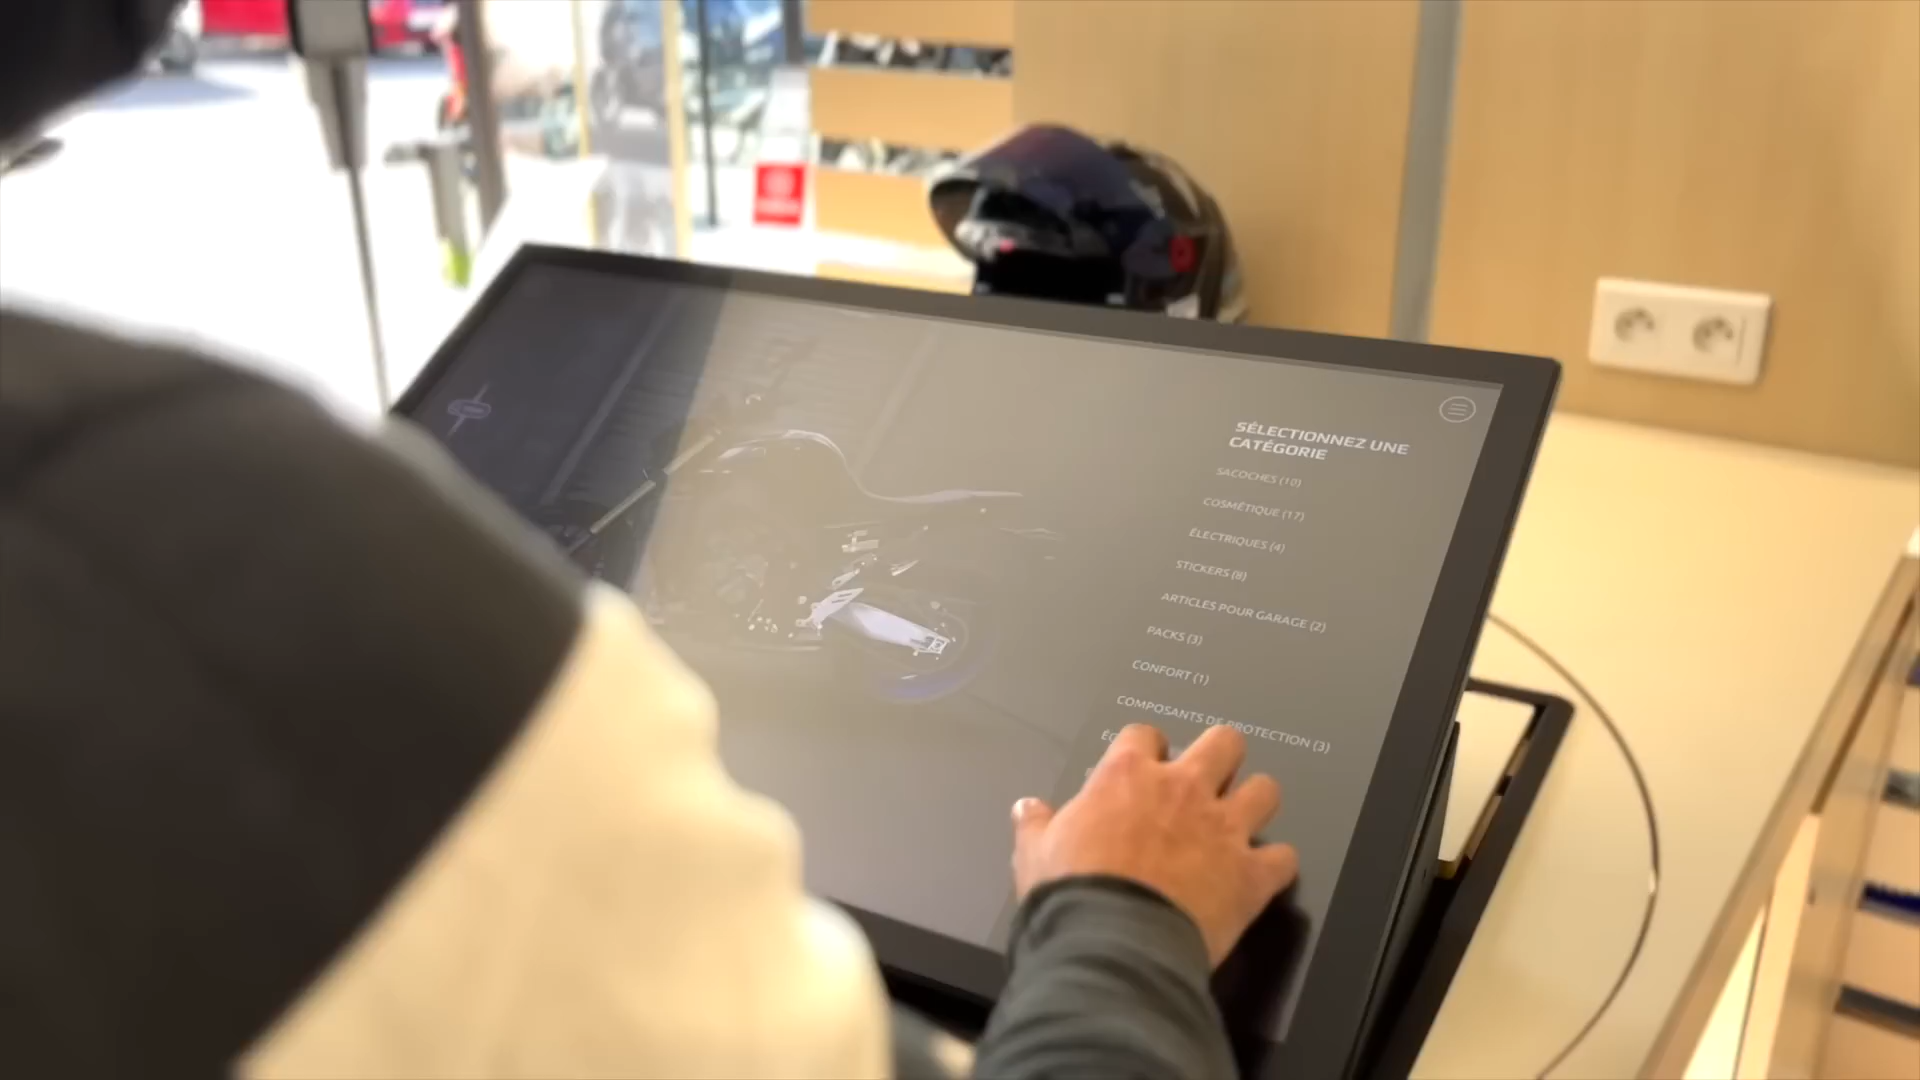 SÉLECTIONNEZ UNE
CATÉGORIE
SACOCHES (10)
COSMÉTIQUE (17)
ÉLECTRIQUES (4)
STICKERS (8)
ARTICLES POUR GARAGE (2)
PACKS (3)
CONFORT (1)
COMPOSANTS DE PROTECTION (3)